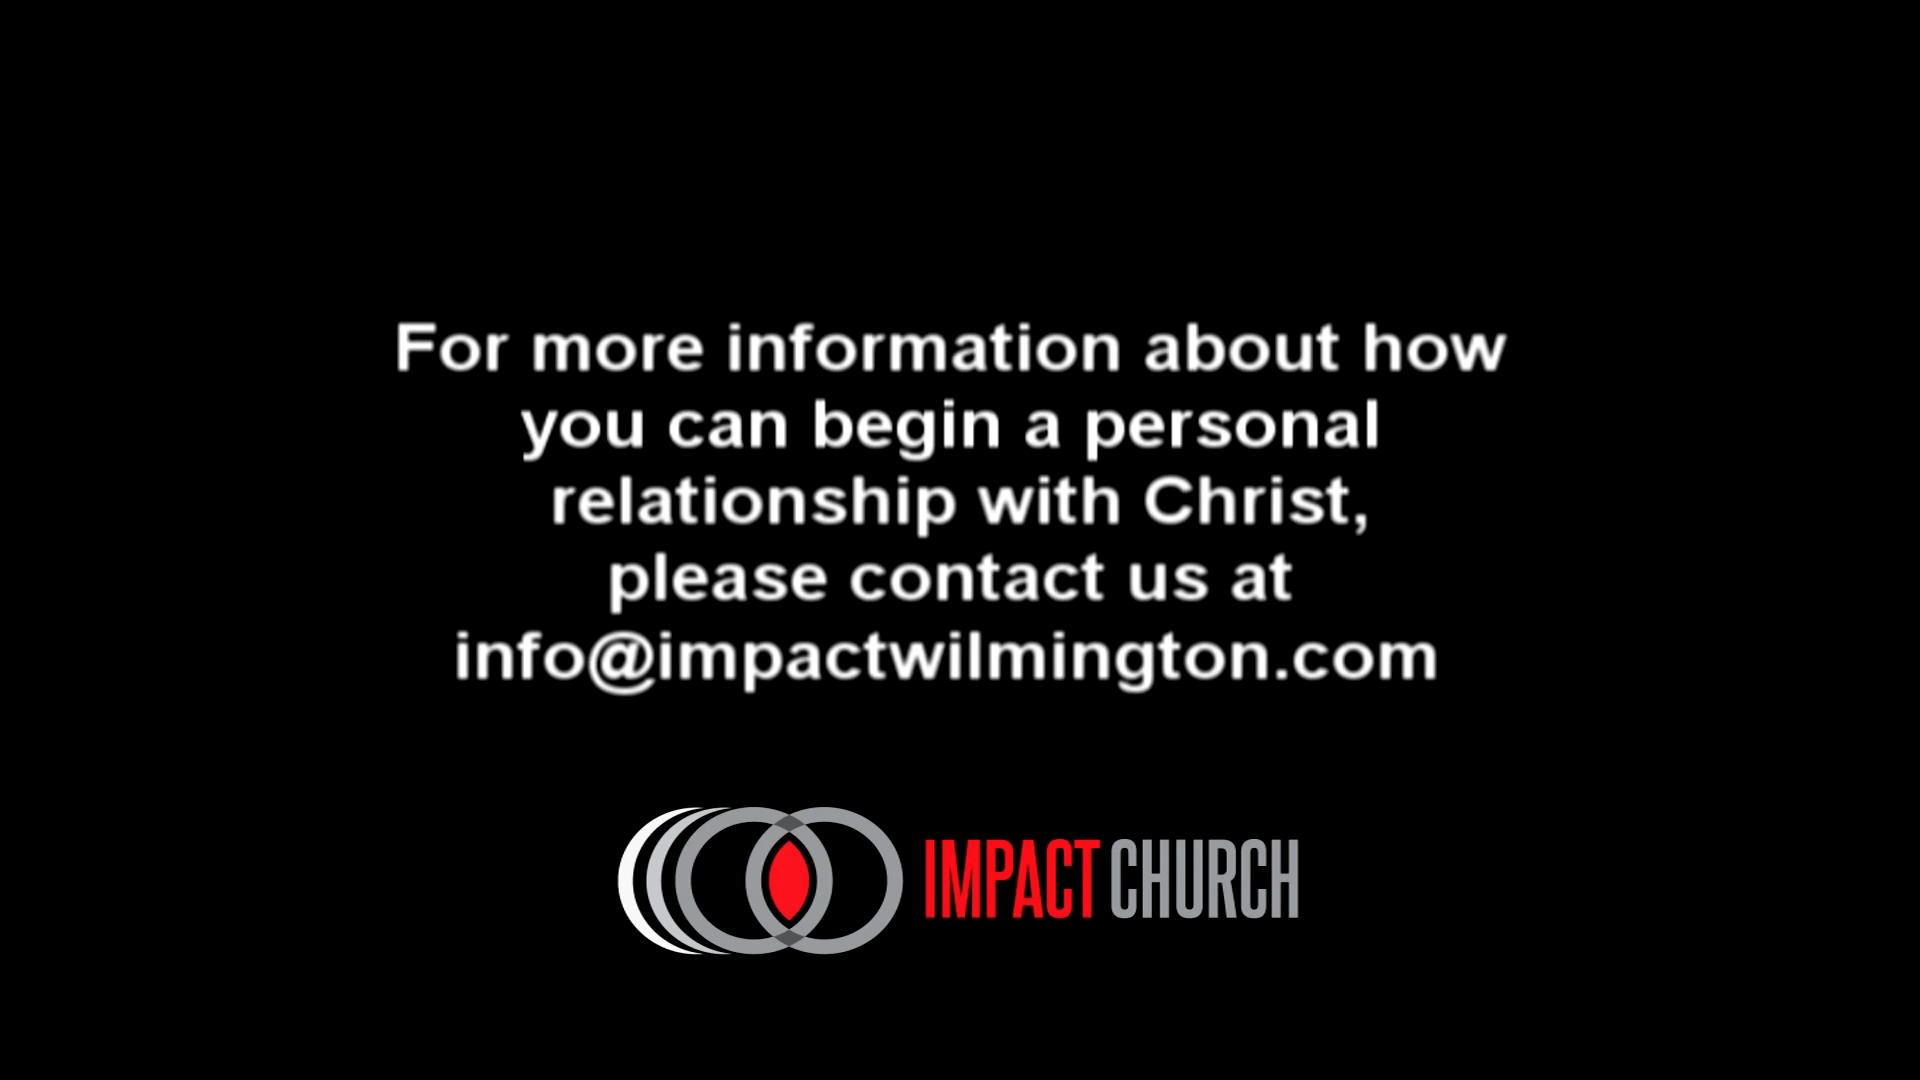 For more information about how
you can begin a personal
relationship with Christ,
please contact us at
info@impactwilmington.com
IMPACT CHURCH